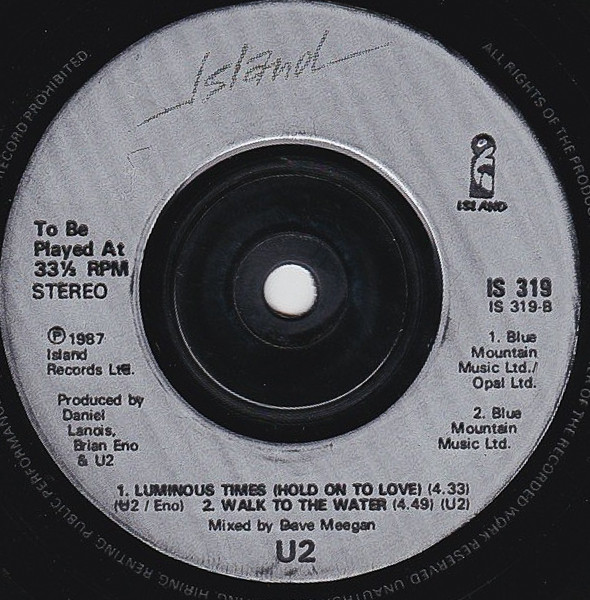 Island
ISLAND
To Be
Played At
33⅓ RPM
STEREO
IS 319
IS 319-B
℗ 1987
Island
Records Ltd.
Produced by
Daniel
Lanois,
Brian Eno
& U2
1. Blue
Mountain
Music Ltd./
Opal Ltd.
2. Blue
Mountain
Music Ltd.
1. LUMINOUS TIMES (HOLD ON TO LOVE) (4.33)
(U2 / Eno) 2. WALK TO THE WATER (4.49) (U2)
Mixed by Dave Meegan
U2
ALL RIGHTS OF THE PRODUC
OF THE RECORDED WORK RESERVED UNAUTHOR
HIRING RENTING PUBLIC PERFORMANC
RECORD PROHIBITED